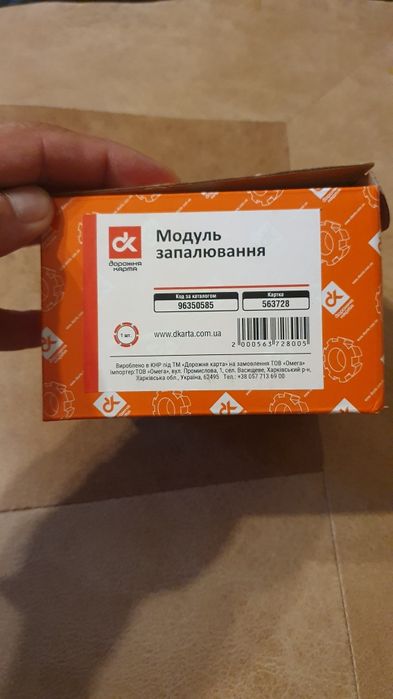 Модуль
запалювання
дк
дорожня
карта
Код за каталогом
96350585
Картка
563728
1 шт.
www.dkarta.com.ua
2 000563 728005
Вироблено в КНР під ТМ «Дорожня карта» на замовлення ТОВ «Омега»
Імпортер:ТОВ «Омега», вул. Промислова, 1, сел. Васищеве, Харківський р-н,
Харківська обл., Україна, 62495 Тел.: +38 057 713 69 00